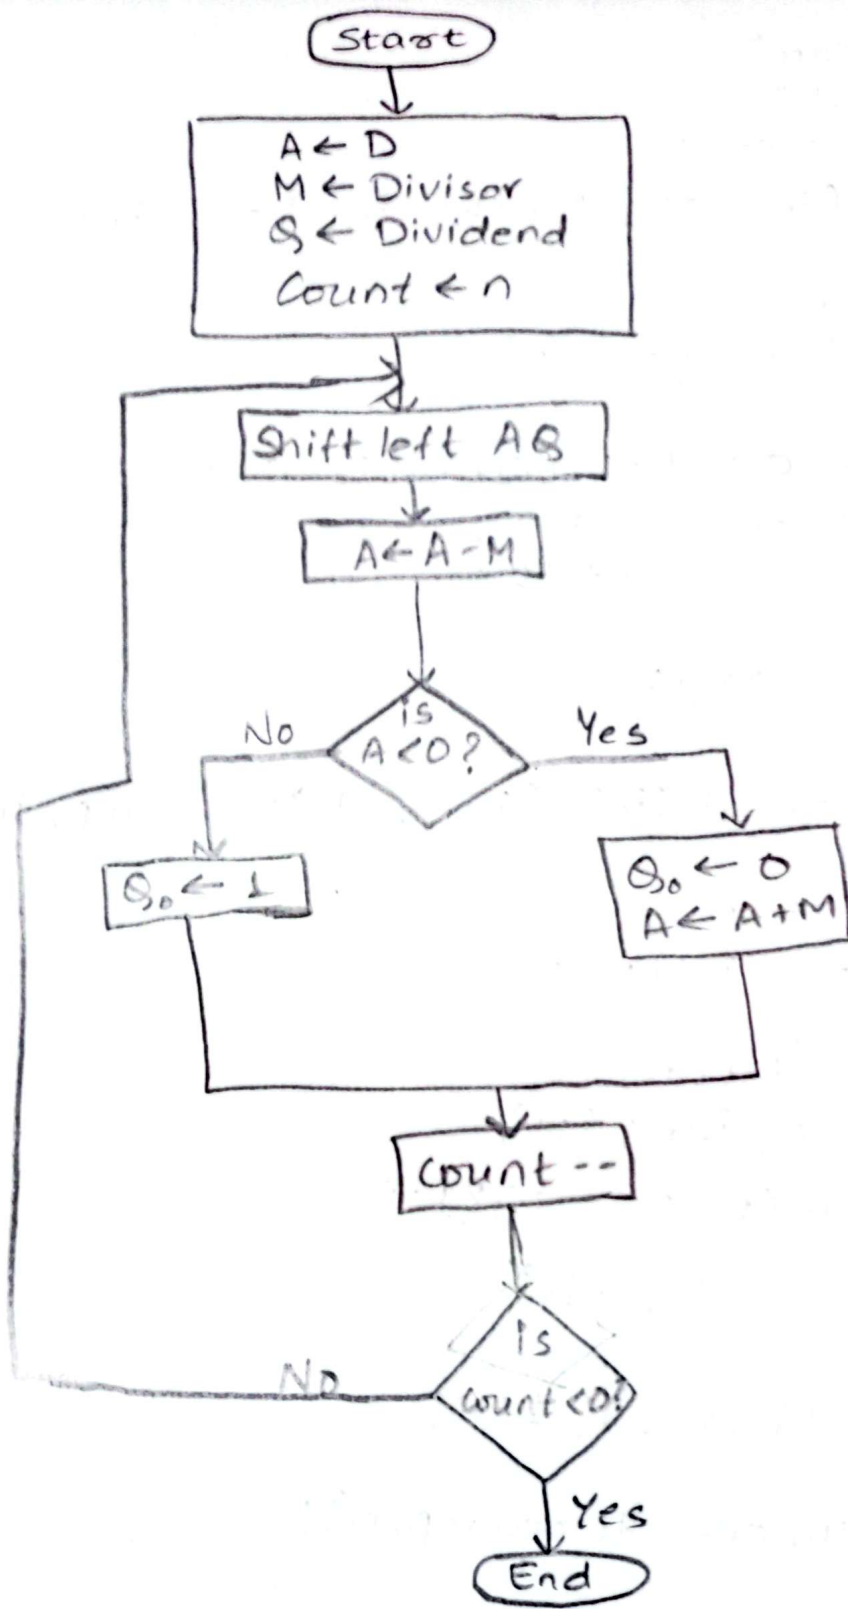 Start
A ← D
M ← Divisor
Q ← Dividend
Count ← n
Shift left AQ
A ← A - M
is
A < 0 ?
No
Yes
Q₀ ← 1
Q₀ ← 0
A ← A + M
Count --
Is
count < 0?
No
Yes
End